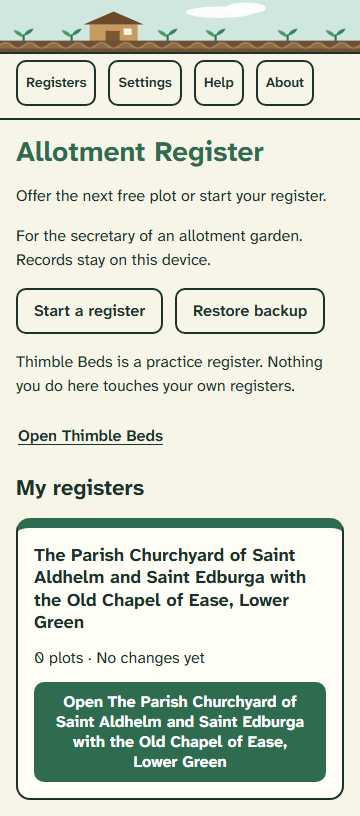 Registers
Settings
Help
About
Allotment Register
Offer the next free plot or start your register.
For the secretary of an allotment garden.
Records stay on this device.
Start a register
Restore backup
Thimble Beds is a practice register. Nothing
you do here touches your own registers.
Open Thimble Beds
My registers
The Parish Churchyard of Saint
Aldhelm and Saint Edburga with
the Old Chapel of Ease, Lower
Green
0 plots · No changes yet
Open The Parish Churchyard of
Saint Aldhelm and Saint Edburga
with the Old Chapel of Ease,
Lower Green